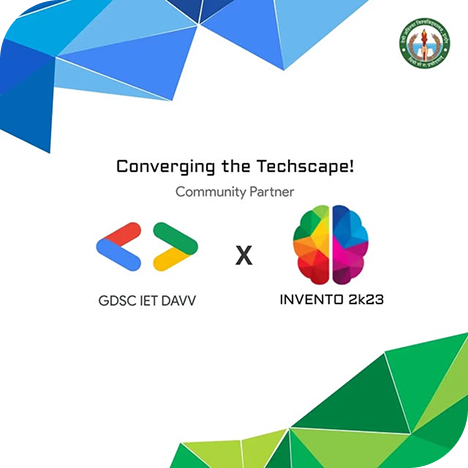 Converging the Techscape!
Community Partner
X
GDSC IET DAVV
INVENTO 2k23